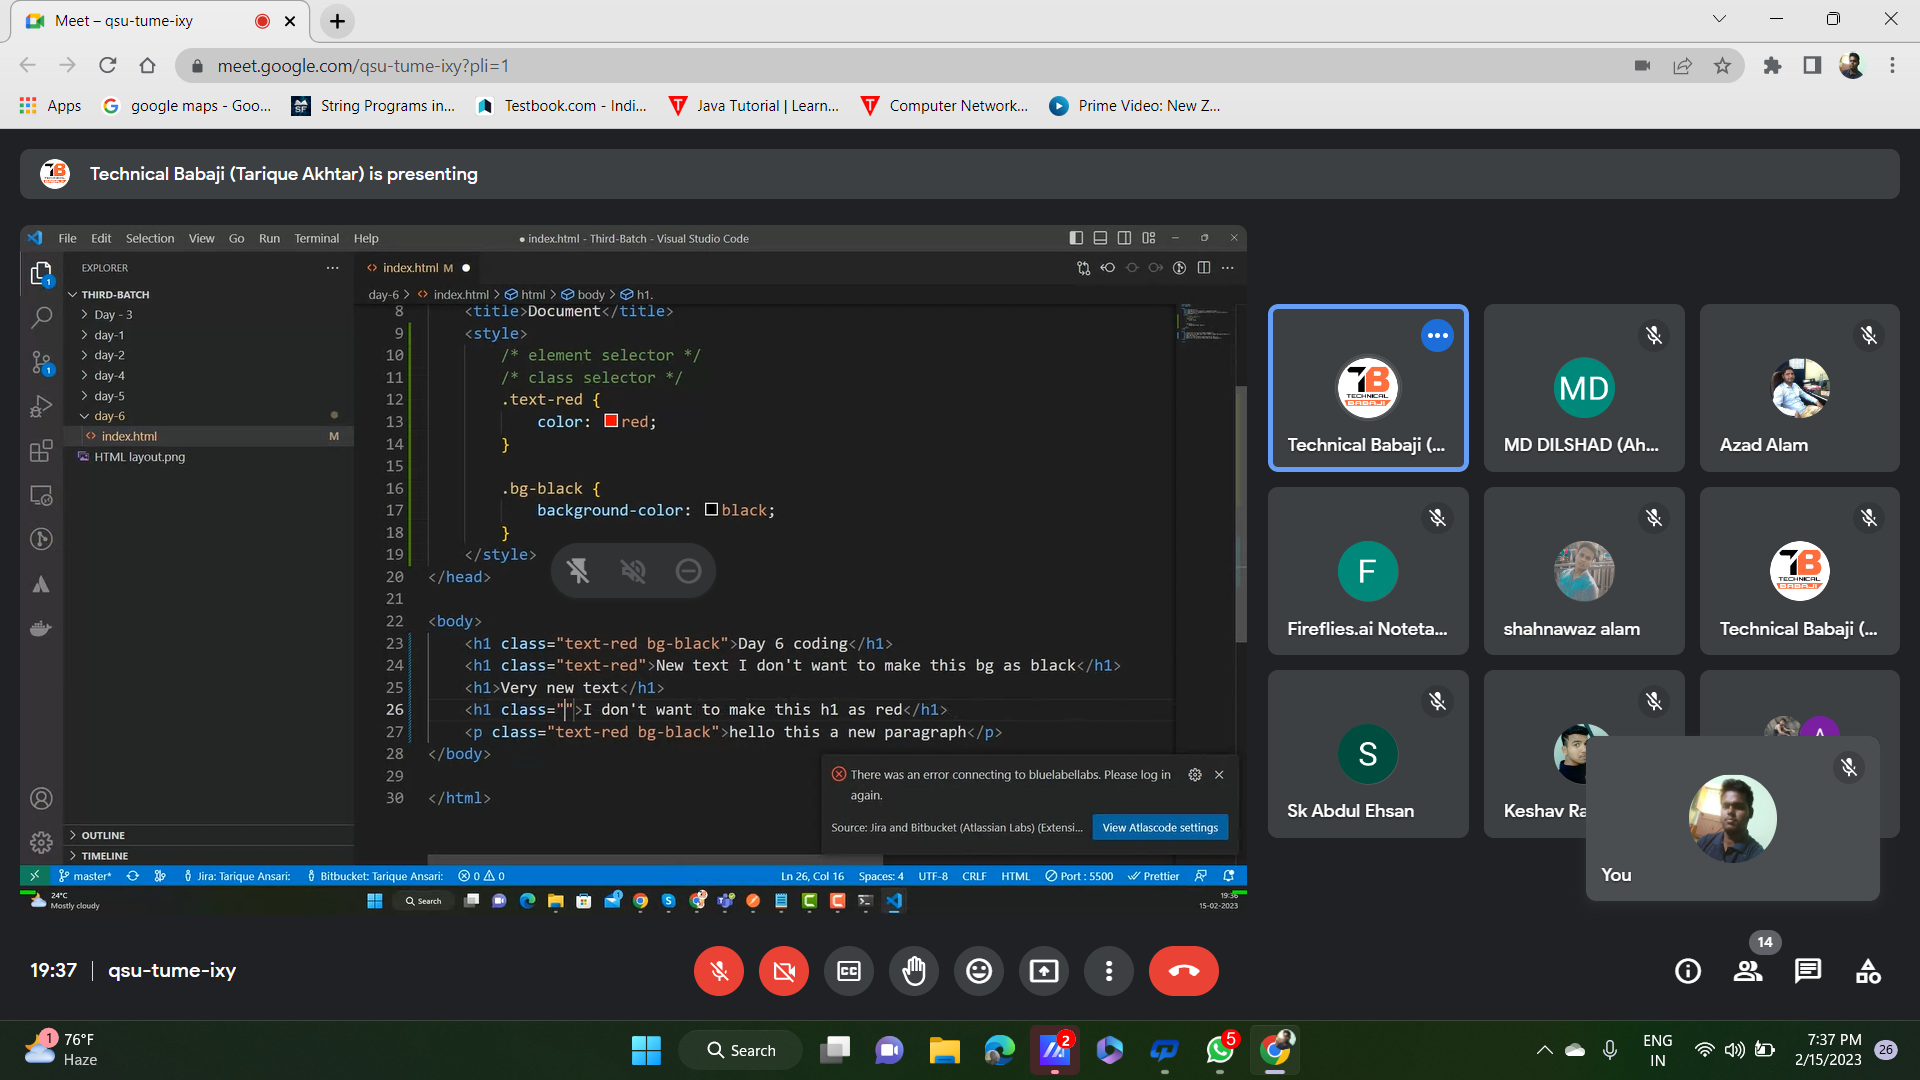 Meet – qsu-tume-ixy
meet.google.com/qsu-tume-ixy?pli=1
Apps
google maps - Goo...
String Programs in...
Testbook.com - Indi...
Java Tutorial | Learn...
Computer Network...
Prime Video: New Z...
Technical Babaji (Tarique Akhtar) is presenting
File Edit Selection View Go Run Terminal Help
● index.html - Third-Batch - Visual Studio Code
EXPLORER
THIRD-BATCH
Day - 3
day-1
day-2
day-4
day-5
day-6
index.html M
HTML layout.png
OUTLINE
TIMELINE
index.html M
day-6 > index.html > html > body > h1.
8 <title>Document</title>
9 <style>
10 /* element selector */
11 /* class selector */
12 .text-red {
13 color: red;
14 }
15
16 .bg-black {
17 background-color: black;
18 }
19 </style>
20 </head>
21
22 <body>
23 <h1 class="text-red bg-black">Day 6 coding</h1>
24 <h1 class="text-red">New text I don't want to make this bg as black</h1>
25 <h1>Very new text</h1>
26 <h1 class="">I don't want to make this h1 as red</h1>
27 <p class="text-red bg-black">hello this a new paragraph</p>
28 </body>
29
30 </html>
There was an error connecting to bluelabellabs. Please log in
again.
Source: Jira and Bitbucket (Atlassian Labs) (Extensi...
View Atlascode settings
master*
Jira: Tarique Ansari:
Bitbucket: Tarique Ansari:
0 0
Ln 26, Col 16
Spaces: 4
UTF-8
CRLF
HTML
Port : 5500
Prettier
24°C
Mostly cloudy
Search
19:36
15-02-2023
TECHNICAL
BABAJI
Technical Babaji (...
MD
MD DILSHAD (Ah...
Azad Alam
F
Fireflies.ai Noteta...
shahnawaz alam
TECHNICAL
BABAJI
Technical Babaji (...
S
Sk Abdul Ehsan
Keshav Ra
A
You
19:37 | qsu-tume-ixy
CC
14
1
76°F
Haze
Search
2
5
ENG
IN
7:37 PM
2/15/2023
26